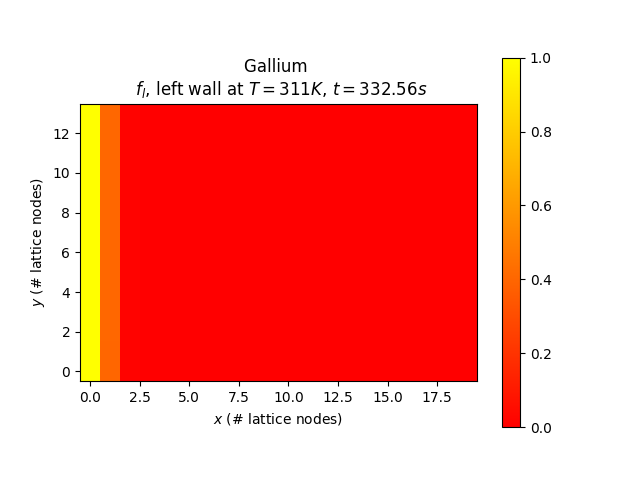 Gallium
f_l, left wall at T = 311K, t = 332.56s
1.0
0.8
0.6
0.4
0.2
0.0
12
10
8
6
4
2
0
y (# lattice nodes)
0.0 2.5 5.0 7.5 10.0 12.5 15.0 17.5
x (# lattice nodes)